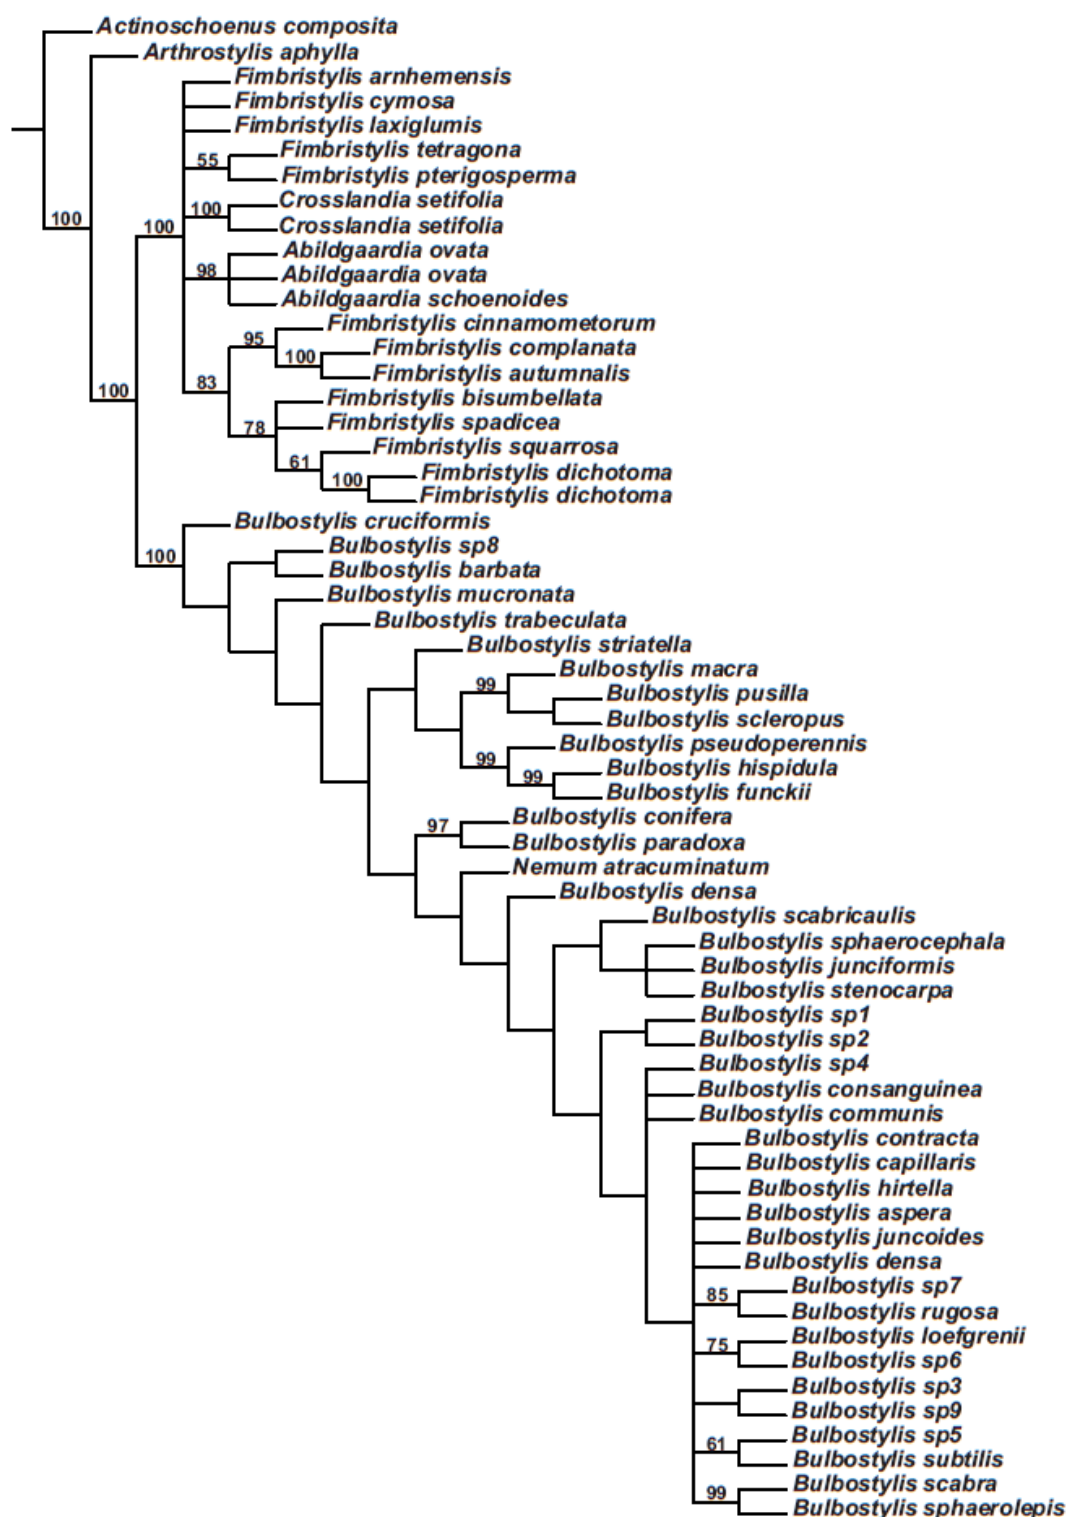 Actinoschoenus composita
Arthrostylis aphylla
Fimbristylis arnhemensis
Fimbristylis cymosa
Fimbristylis laxiglumis
Fimbristylis tetragona
55
Fimbristylis pterigosperma
Crosslandia setifolia
100
Crosslandia setifolia
100
100
Abildgaardia ovata
98
Abildgaardia ovata
Abildgaardia schoenoides
Fimbristylis cinnamometorum
95
Fimbristylis complanata
100
Fimbristylis autumnalis
83
100
Fimbristylis bisumbellata
Fimbristylis spadicea
78
Fimbristylis squarrosa
61
Fimbristylis dichotoma
100
Fimbristylis dichotoma
Bulbostylis cruciformis
Bulbostylis sp8
100
Bulbostylis barbata
Bulbostylis mucronata
Bulbostylis trabeculata
Bulbostylis striatella
Bulbostylis macra
99
Bulbostylis pusilla
Bulbostylis scleropus
Bulbostylis pseudoperennis
99
Bulbostylis hispidula
99
Bulbostylis funckii
Bulbostylis conifera
97
Bulbostylis paradoxa
Nemum atracuminatum
Bulbostylis densa
Bulbostylis scabricaulis
Bulbostylis sphaerocephala
Bulbostylis junciformis
Bulbostylis stenocarpa
Bulbostylis sp1
Bulbostylis sp2
Bulbostylis sp4
Bulbostylis consanguinea
Bulbostylis communis
Bulbostylis contracta
Bulbostylis capillaris
Bulbostylis hirtella
Bulbostylis aspera
Bulbostylis juncoides
Bulbostylis densa
Bulbostylis sp7
85
Bulbostylis rugosa
Bulbostylis loefgrenii
75
Bulbostylis sp6
Bulbostylis sp3
Bulbostylis sp9
Bulbostylis sp5
61
Bulbostylis subtilis
Bulbostylis scabra
99
Bulbostylis sphaerolepis